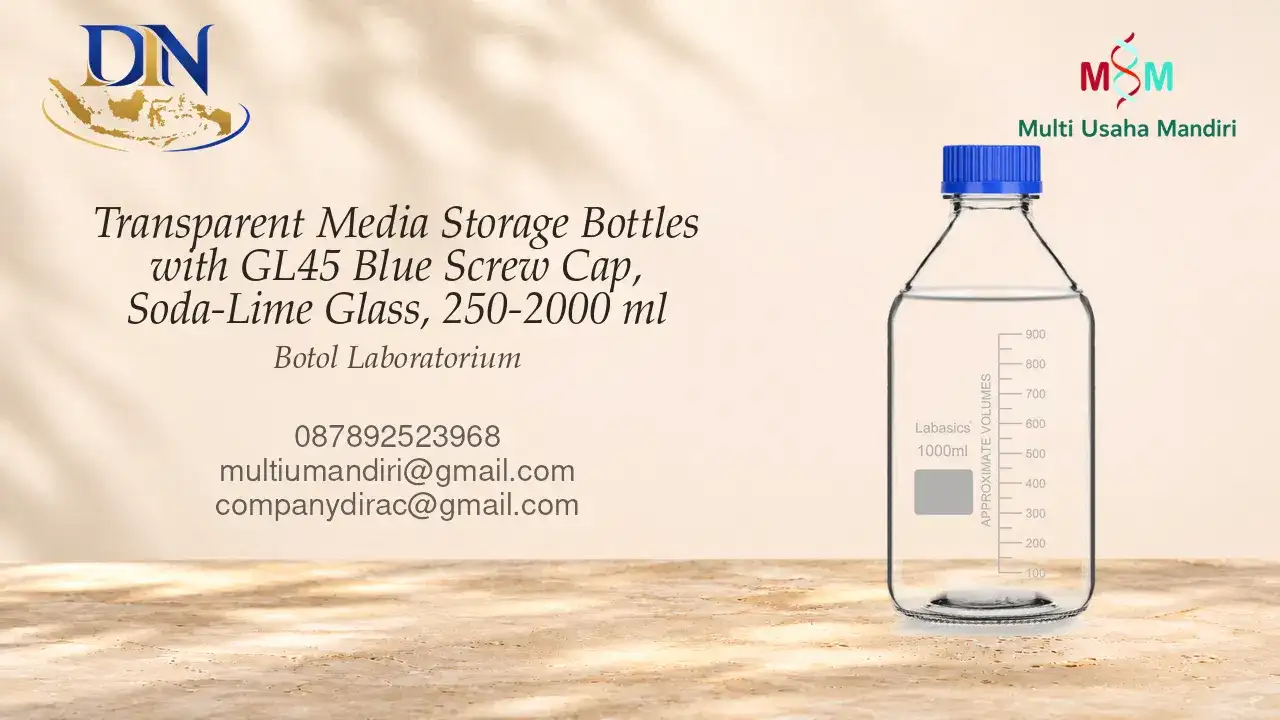 DIN
M M
Multi Usaha Mandiri
Transparent Media Storage Bottles
with GL45 Blue Screw Cap,
Soda-Lime Glass, 250-2000 ml
Botol Laboratorium
087892523968
multiumandiri@gmail.com
companydirac@gmail.com
Labasics
1000ml
APPROXIMATE VOLUMES
900
800
700
600
500
400
300
200
100